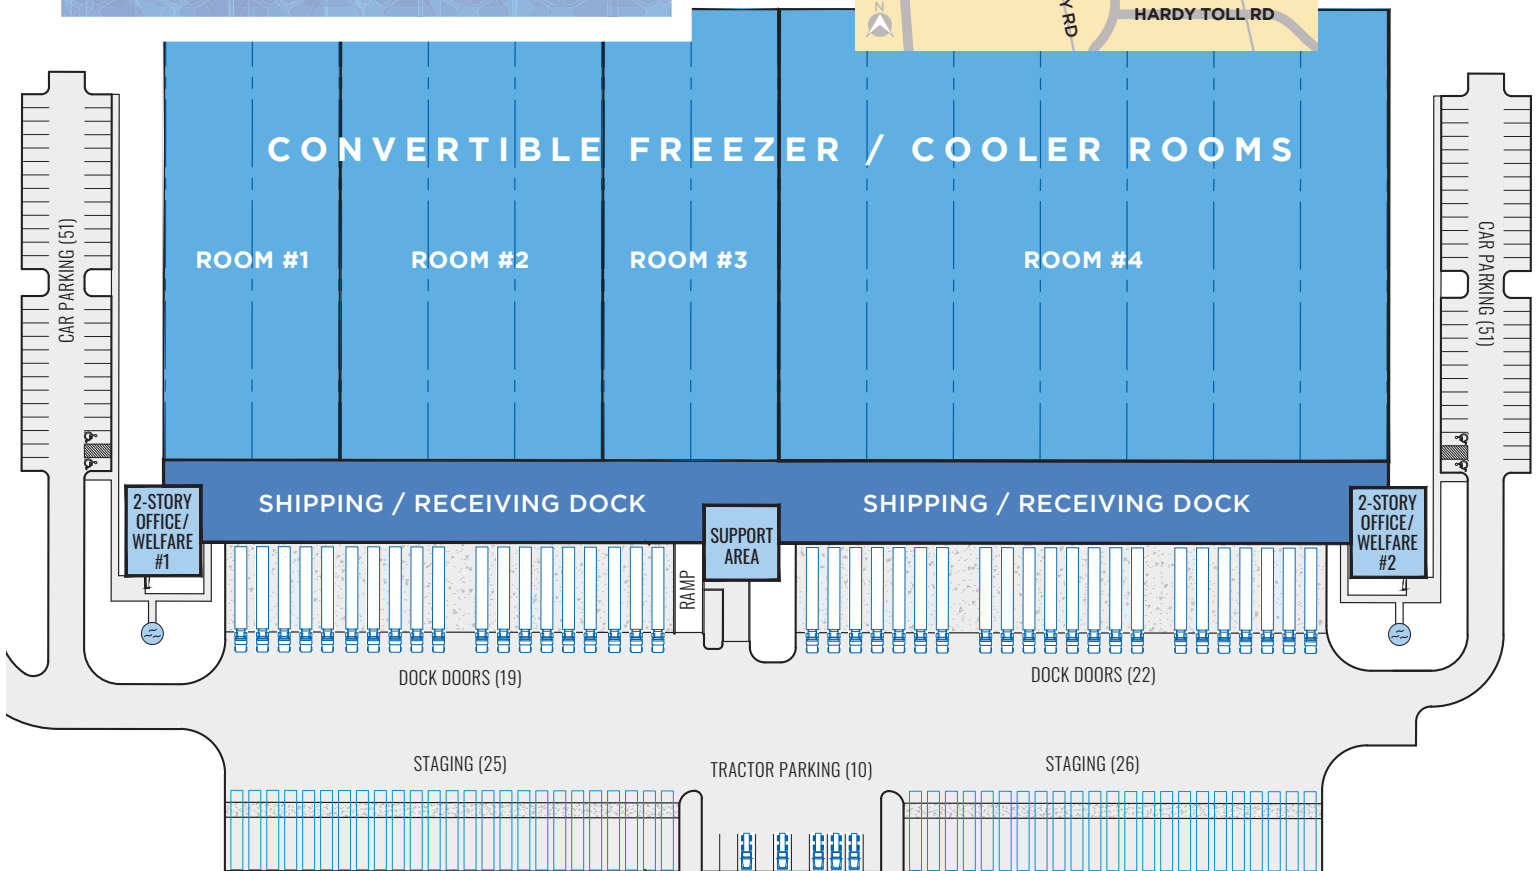 N
Y RD
HARDY TOLL RD
CONVERTIBLE FREEZER / COOLER ROOMS
ROOM #1
ROOM #2
ROOM #3
ROOM #4
CAR PARKING (51)
CAR PARKING (51)
SHIPPING / RECEIVING DOCK
SHIPPING / RECEIVING DOCK
2-STORY
OFFICE/
WELFARE
#1
SUPPORT
AREA
2-STORY
OFFICE/
WELFARE
#2
RAMP
DOCK DOORS (19)
DOCK DOORS (22)
STAGING (25)
TRACTOR PARKING (10)
STAGING (26)